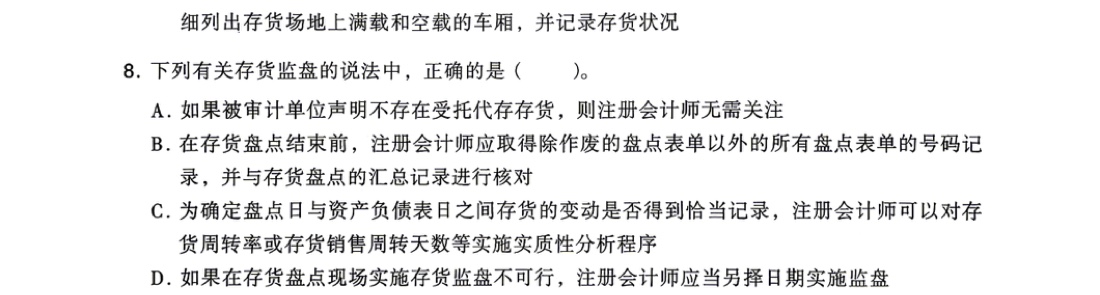 细列出存货场地上满载和空载的车厢，并记录存货状况
8. 下列有关存货监盘的说法中，正确的是（　　）。
A. 如果被审计单位声明不存在受托代存存货，则注册会计师无需关注
B. 在存货盘点结束前，注册会计师应取得除作废的盘点表单以外的所有盘点表单的号码记
录，并与存货盘点的汇总记录进行核对
C. 为确定盘点日与资产负债表日之间存货的变动是否得到恰当记录，注册会计师可以对存
货周转率或存货销售周转天数等实施实质性分析程序
D. 如果在存货盘点现场实施存货监盘不可行，注册会计师应当另择日期实施监盘